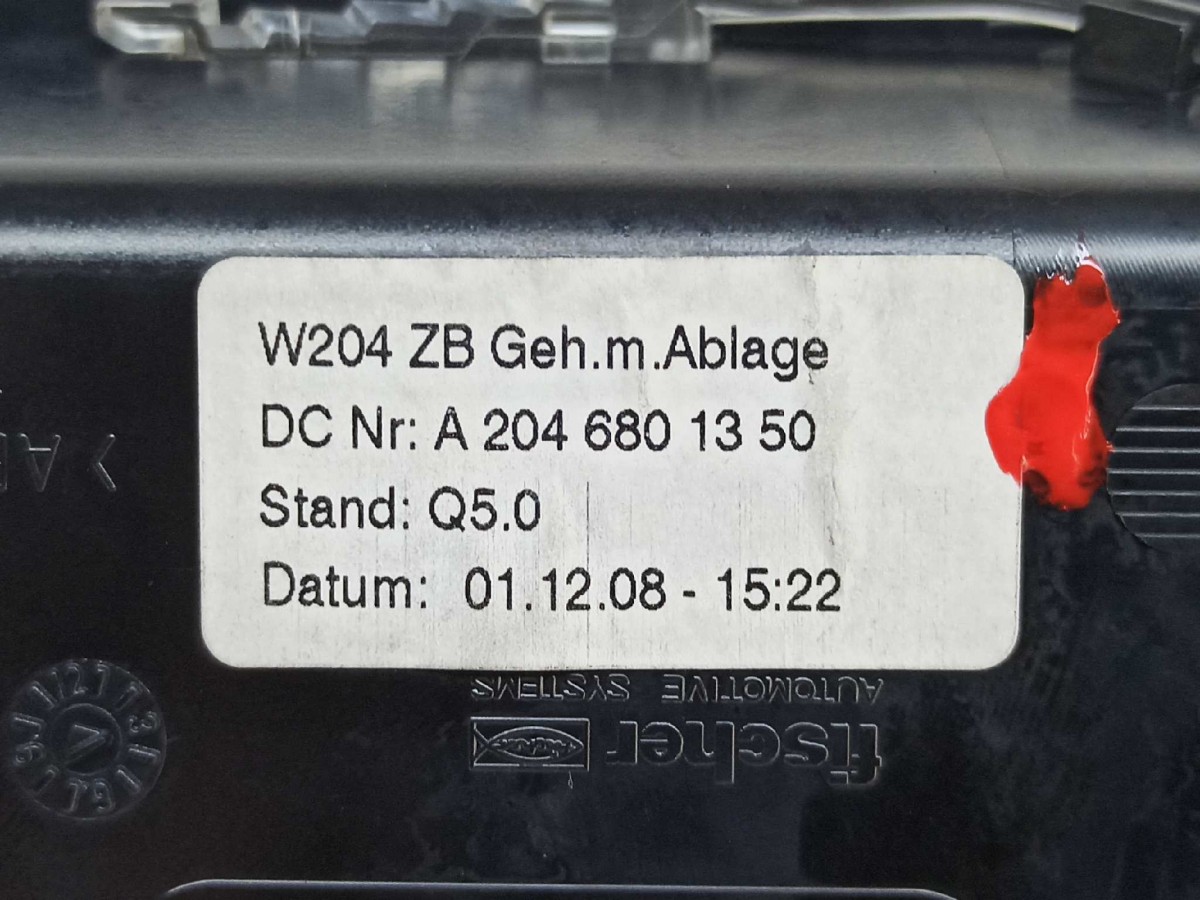 W204 ZB Geh.m.Ablage
DC Nr: A 204 680 13 50
Stand: Q5.0
Datum: 01.12.08 - 15:22
AUTOMOTIVE SYSTEMS
fischer